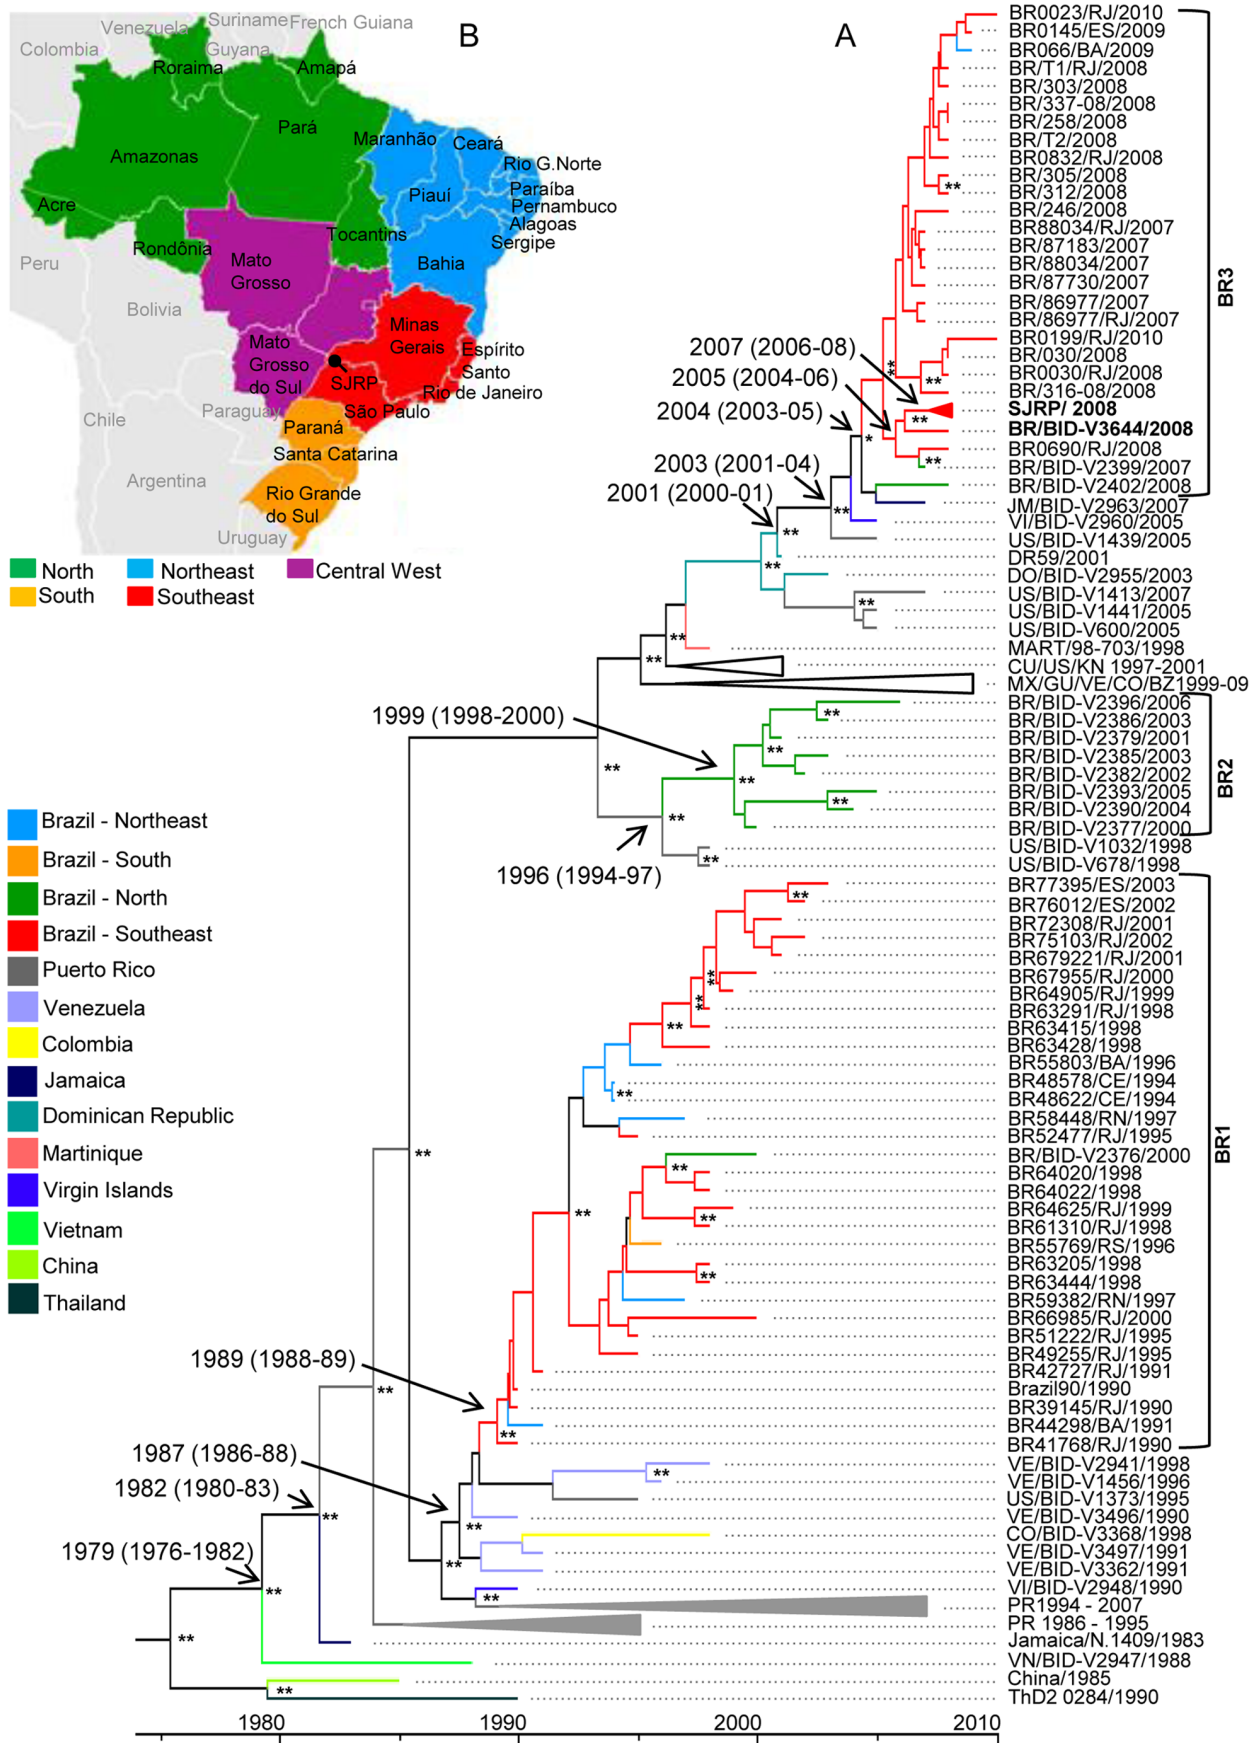 B
A
Venezuela
Suriname
French Guiana
Colombia
Guyana
Roraima
Amapá
Pará
Maranhão
Ceará
Amazonas
Rio G.Norte
Piauí
Paraíba
Pernambuco
Acre
Alagoas
Tocantins
Sergipe
Rondônia
Peru
Mato
Grosso
Bahia
Bolivia
Minas
Gerais
Mato
Grosso
do Sul
Espírito
Santo
SJRP
Rio de Janeiro
Chile
Paraguay
São Paulo
Paraná
Santa Catarina
Argentina
Rio Grande
do Sul
Uruguay
North
Northeast
Central West
South
Southeast
Brazil - Northeast
Brazil - South
Brazil - North
Brazil - Southeast
Puerto Rico
Venezuela
Colombia
Jamaica
Dominican Republic
Martinique
Virgin Islands
Vietnam
China
Thailand
2007 (2006-08)
2005 (2004-06)
2004 (2003-05)
2003 (2001-04)
2001 (2000-01)
1999 (1998-2000)
1996 (1994-97)
1989 (1988-89)
1987 (1986-88)
1982 (1980-83)
1979 (1976-1982)
BR0023/RJ/2010
BR0145/ES/2009
BR066/BA/2009
BR/T1/RJ/2008
BR/303/2008
BR/337-08/2008
BR/258/2008
BR/T2/2008
BR0832/RJ/2008
BR/305/2008
BR/312/2008
BR/246/2008
BR88034/RJ/2007
BR/87183/2007
BR/88034/2007
BR/87730/2007
BR/86977/2007
BR/86977/RJ/2007
BR0199/RJ/2010
BR/030/2008
BR0030/RJ/2008
BR/316-08/2008
SJRP/ 2008
BR/BID-V3644/2008
BR0690/RJ/2008
BR/BID-V2399/2007
BR/BID-V2402/2008
BR3
JM/BID-V2963/2007
VI/BID-V2960/2005
US/BID-V1439/2005
DR59/2001
DO/BID-V2955/2003
US/BID-V1413/2007
US/BID-V1441/2005
US/BID-V600/2005
MART/98-703/1998
CU/US/KN 1997-2001
MX/GU/VE/CO/BZ1999-09
BR/BID-V2396/2006
BR/BID-V2386/2003
BR/BID-V2379/2001
BR/BID-V2385/2003
BR/BID-V2382/2002
BR/BID-V2393/2005
BR/BID-V2390/2004
BR/BID-V2377/2000
BR2
US/BID-V1032/1998
US/BID-V678/1998
BR77395/ES/2003
BR76012/ES/2002
BR72308/RJ/2001
BR75103/RJ/2002
BR679221/RJ/2001
BR67955/RJ/2000
BR64905/RJ/1999
BR63291/RJ/1998
BR63415/1998
BR63428/1998
BR55803/BA/1996
BR48578/CE/1994
BR48622/CE/1994
BR58448/RN/1997
BR52477/RJ/1995
BR/BID-V2376/2000
BR64020/1998
BR64022/1998
BR64625/RJ/1999
BR61310/RJ/1998
BR55769/RS/1996
BR63205/1998
BR63444/1998
BR59382/RN/1997
BR66985/RJ/2000
BR51222/RJ/1995
BR49255/RJ/1995
BR42727/RJ/1991
Brazil90/1990
BR39145/RJ/1990
BR44298/BA/1991
BR41768/RJ/1990
BR1
VE/BID-V2941/1998
VE/BID-V1456/1996
US/BID-V1373/1995
VE/BID-V3496/1990
CO/BID-V3368/1998
VE/BID-V3497/1991
VE/BID-V3362/1991
VI/BID-V2948/1990
PR1994 - 2007
PR 1986 - 1995
Jamaica/N.1409/1983
VN/BID-V2947/1988
China/1985
ThD2 0284/1990
1980
1990
2000
2010